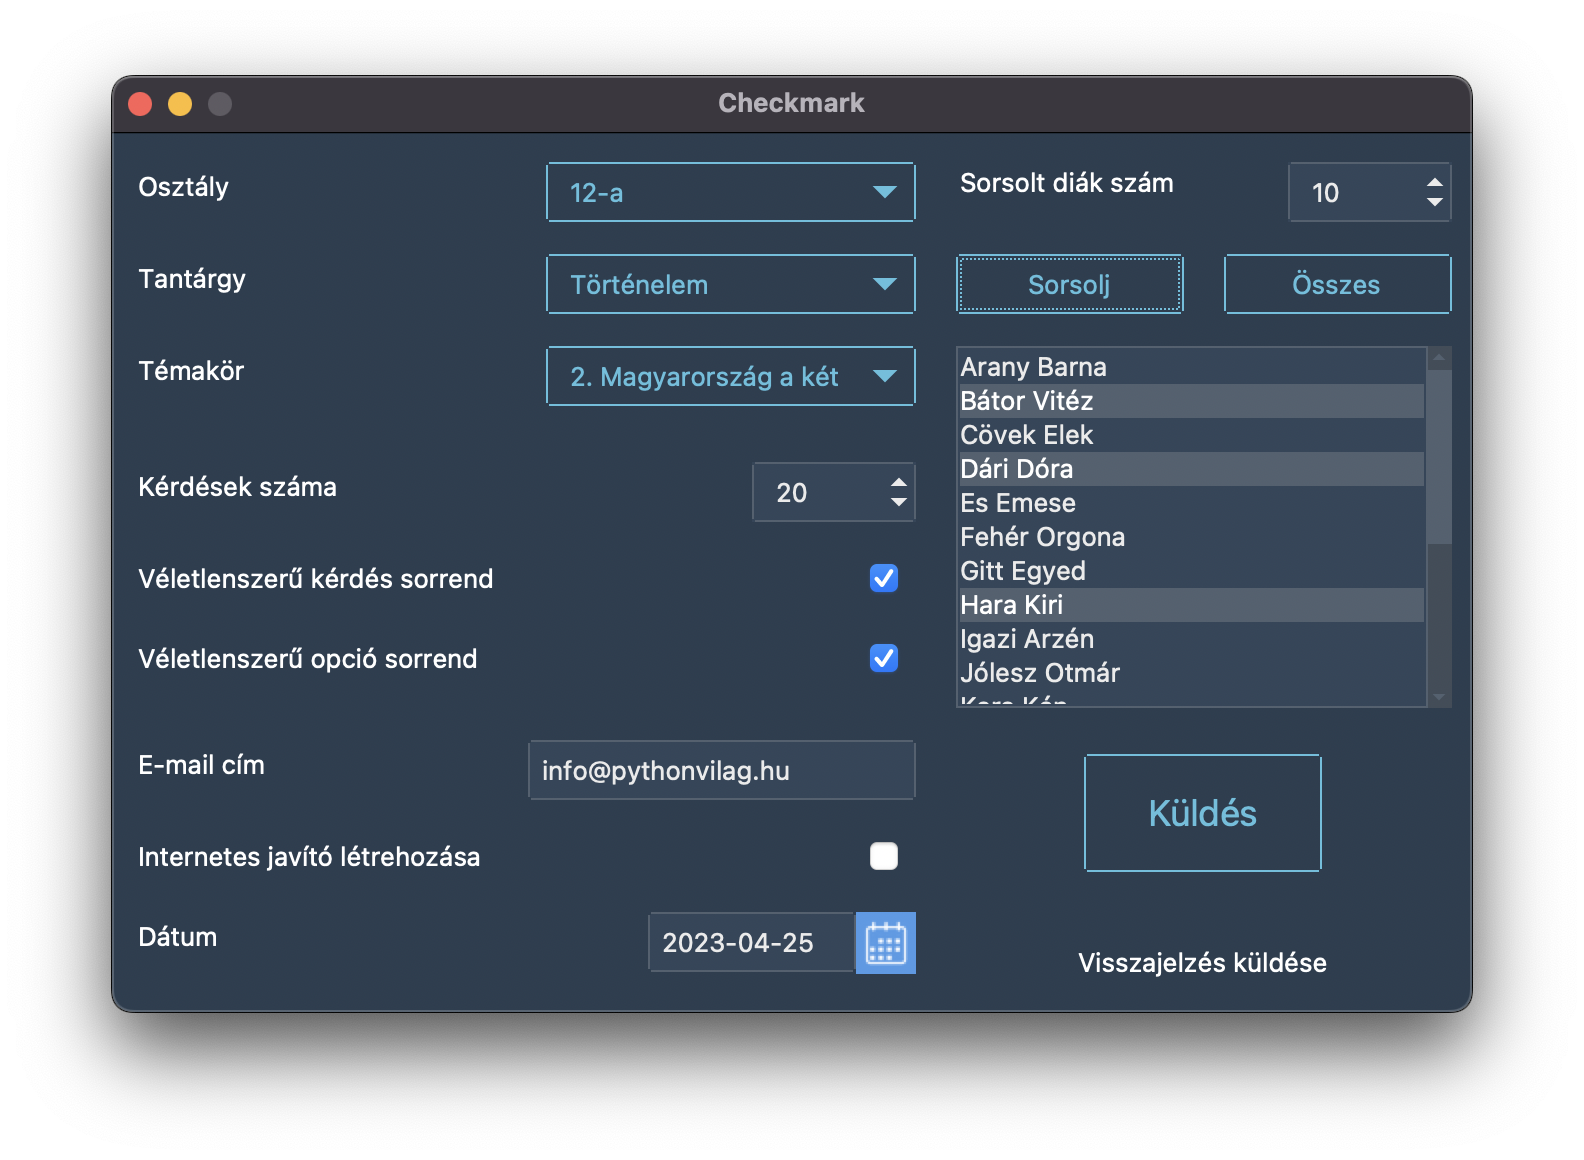 Checkmark
Osztály
12-a
Tantárgy
Történelem
Témakör
2. Magyarország a két
Kérdések száma
20
Véletlenszerű kérdés sorrend
Véletlenszerű opció sorrend
E-mail cím
info@pythonvilag.hu
Internetes javító létrehozása
Dátum
2023-04-25
Sorsolt diák szám
10
Sorsolj
Összes
Arany Barna
Bátor Vitéz
Cövek Elek
Dári Dóra
Es Emese
Fehér Orgona
Gitt Egyed
Hara Kiri
Igazi Arzén
Jólesz Otmár
Küldés
Visszajelzés küldése